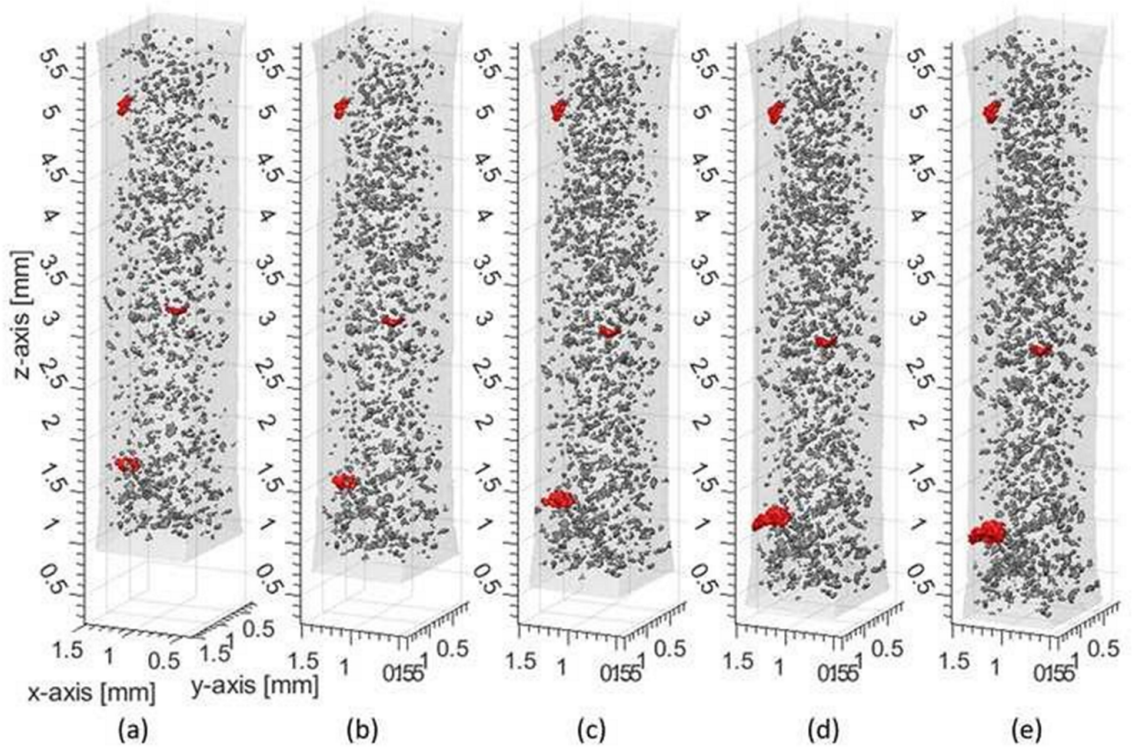 5.5 5.5 5.5 5.5 5.5
5 5 5 5 5
4.5 4.5 4.5 4.5 4.5
4 4 4 4 4
3.5 3.5 3.5 3.5 3.5
3 3 3 3 3
2.5 2.5 2.5 2.5 2.5
2 2 2 2 2
1.5 1.5 1.5 1.5 1.5
1 1 1 1 1
0.5 0.5 0.5 0.5 0.5
z-axis [mm]
1.5 1 0.5 1.5 1 0.5
1.5 1 1 0.5
1.5 1 1 0.5
1.5 1 1 0.5
1.5 1 1 0.5
x-axis [mm] y-axis [mm]
(a) (b) (c) (d) (e)